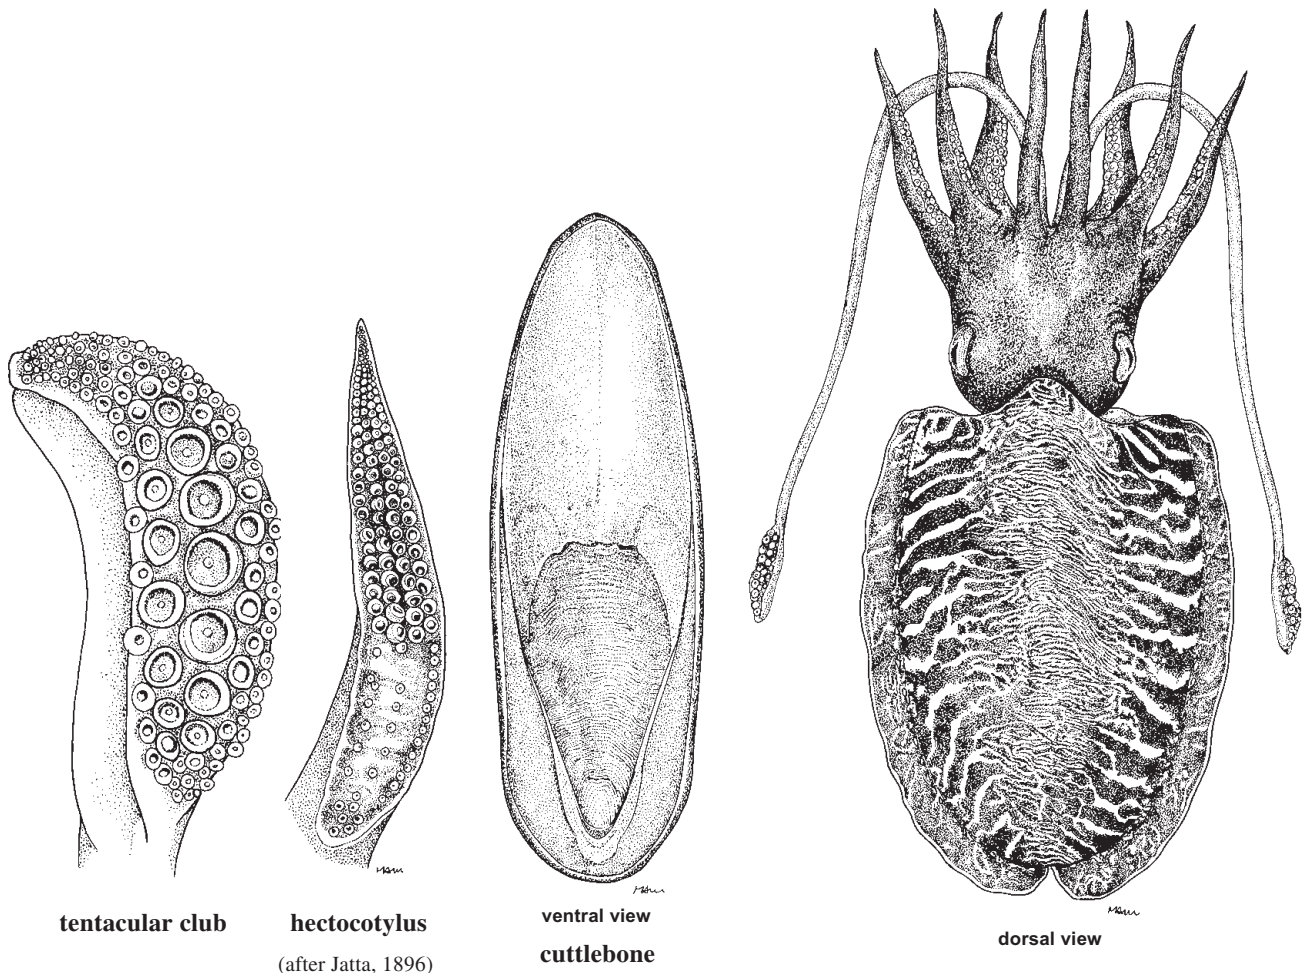 tentacular club
hectocotylus
(after Jatta, 1896)
ventral view
cuttlebone
dorsal view